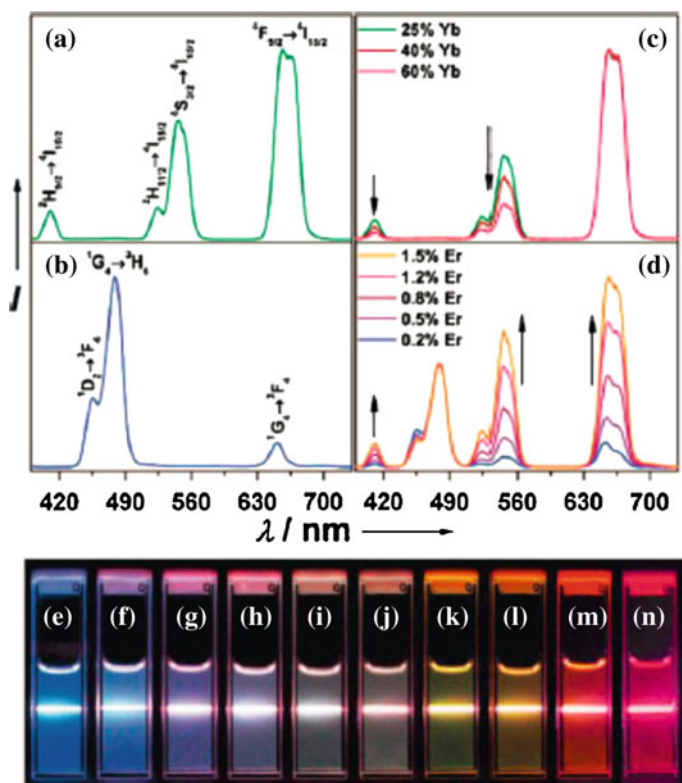 (a)
²H₉/₂→⁴I₁₅/₂
²H₁₁/₂→⁴I₁₅/₂
⁴S₃/₂→⁴I₁₅/₂
⁴F₉/₂→⁴I₁₅/₂
(c)
25% Yb
40% Yb
60% Yb
(b)
¹D₂→³F₄
¹G₄→³H₆
¹G₄→³F₄
(d)
1.5% Er
1.2% Er
0.8% Er
0.5% Er
0.2% Er
I
420 490 560 630 700 420 490 560 630 700
λ / nm
(e) (f) (g) (h) (i) (j) (k) (l) (m) (n)